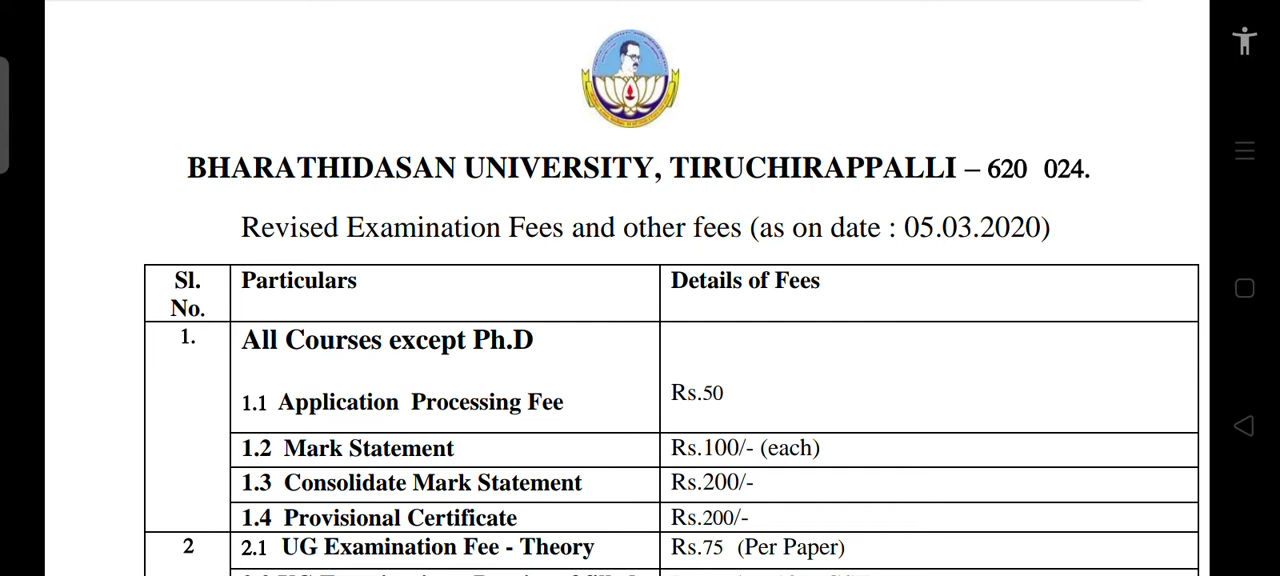 BHARATHIDASAN UNIVERSITY, TIRUCHIRAPPALLI – 620 024.
Revised Examination Fees and other fees (as on date : 05.03.2020)
Sl. No. Particulars Details of Fees
1. All Courses except Ph.D
1.1 Application Processing Fee Rs.50
1.2 Mark Statement Rs.100/- (each)
1.3 Consolidate Mark Statement Rs.200/-
1.4 Provisional Certificate Rs.200/-
2 2.1 UG Examination Fee - Theory Rs.75 (Per Paper)